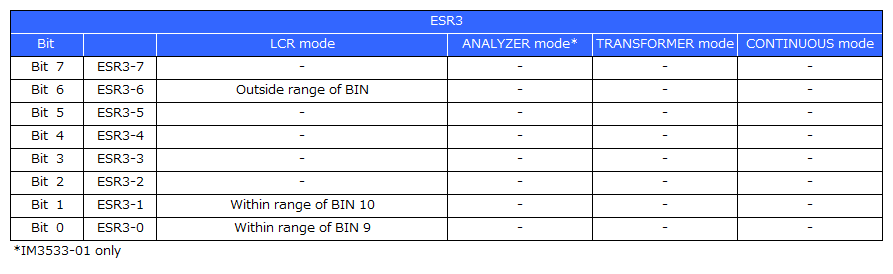 ESR3
Bit LCR mode ANALYZER mode* TRANSFORMER mode CONTINUOUS mode
Bit 7 ESR3-7 - - - -
Bit 6 ESR3-6 Outside range of BIN - - -
Bit 5 ESR3-5 - - - -
Bit 4 ESR3-4 - - - -
Bit 3 ESR3-3 - - - -
Bit 2 ESR3-2 - - - -
Bit 1 ESR3-1 Within range of BIN 10 - - -
Bit 0 ESR3-0 Within range of BIN 9 - - -
*IM3533-01 only